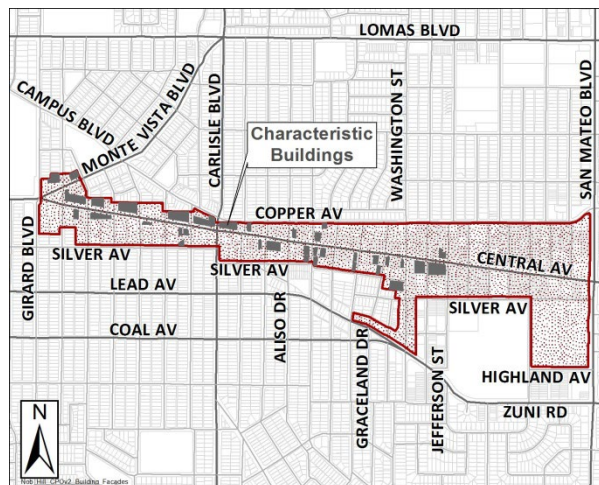 LOMAS BLVD
CAMPUS BLVD
MONTE VISTA BLVD
CARLISLE BLVD
WASHINGTON ST
SAN MATEO BLVD
Characteristic
Buildings
COPPER AV
CENTRAL AV
GIRARD BLVD
SILVER AV
SILVER AV
SILVER AV
LEAD AV
COAL AV
ALISO DR
GRACELAND DR
JEFFERSON ST
HIGHLAND AV
ZUNI RD
N
Nob_Hill_CPOv2_Building_Facades